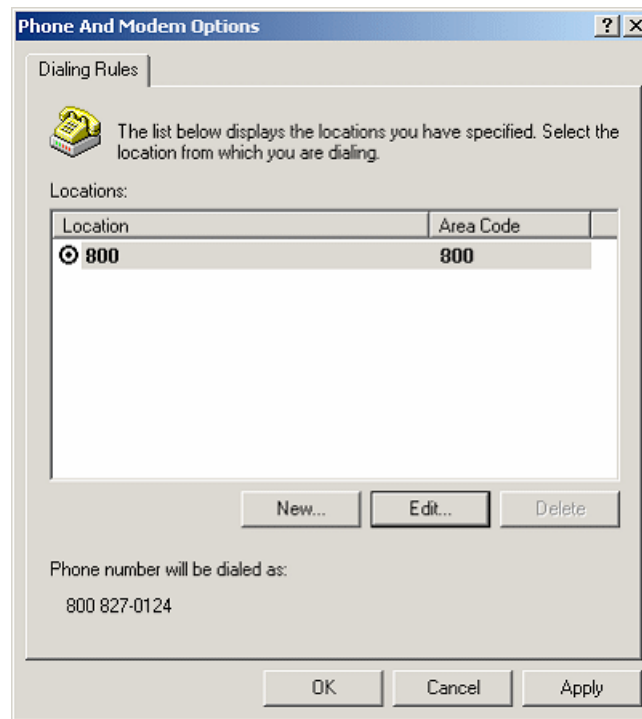 Phone And Modem Options
Dialing Rules
The list below displays the locations you have specified. Select the
location from which you are dialing.
Locations:
Location Area Code
800 800
New... Edit... Delete
Phone number will be dialed as:
800 827-0124
OK Cancel Apply